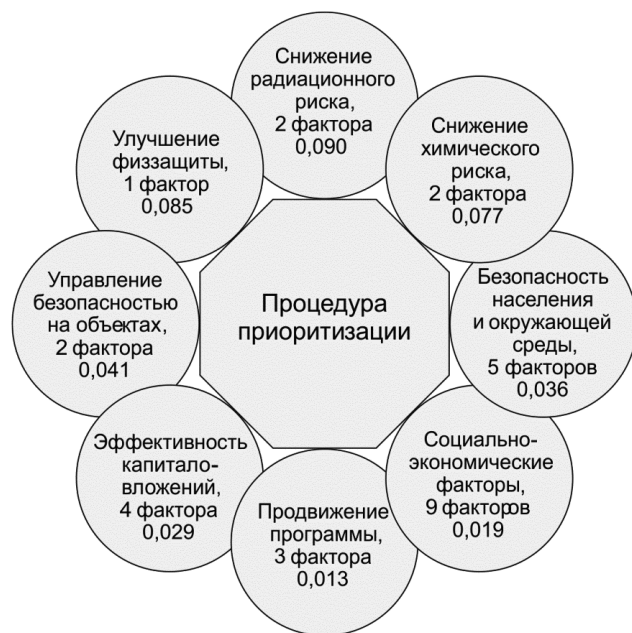 Снижение
радиационного
риска,
2 фактора
0,090
Снижение
химического
риска,
2 фактора
0,077
Безопасность
населения
и окружающей
среды,
5 факторов
0,036
Социально-
экономические
факторы,
9 факторов
0,019
Продвижение
программы,
3 фактора
0,013
Эффективность
капитало-
вложений,
4 фактора
0,029
Управление
безопасностью
на объектах,
2 фактора
0,041
Улучшение
физзащиты,
1 фактор
0,085
Процедура
приоритизации